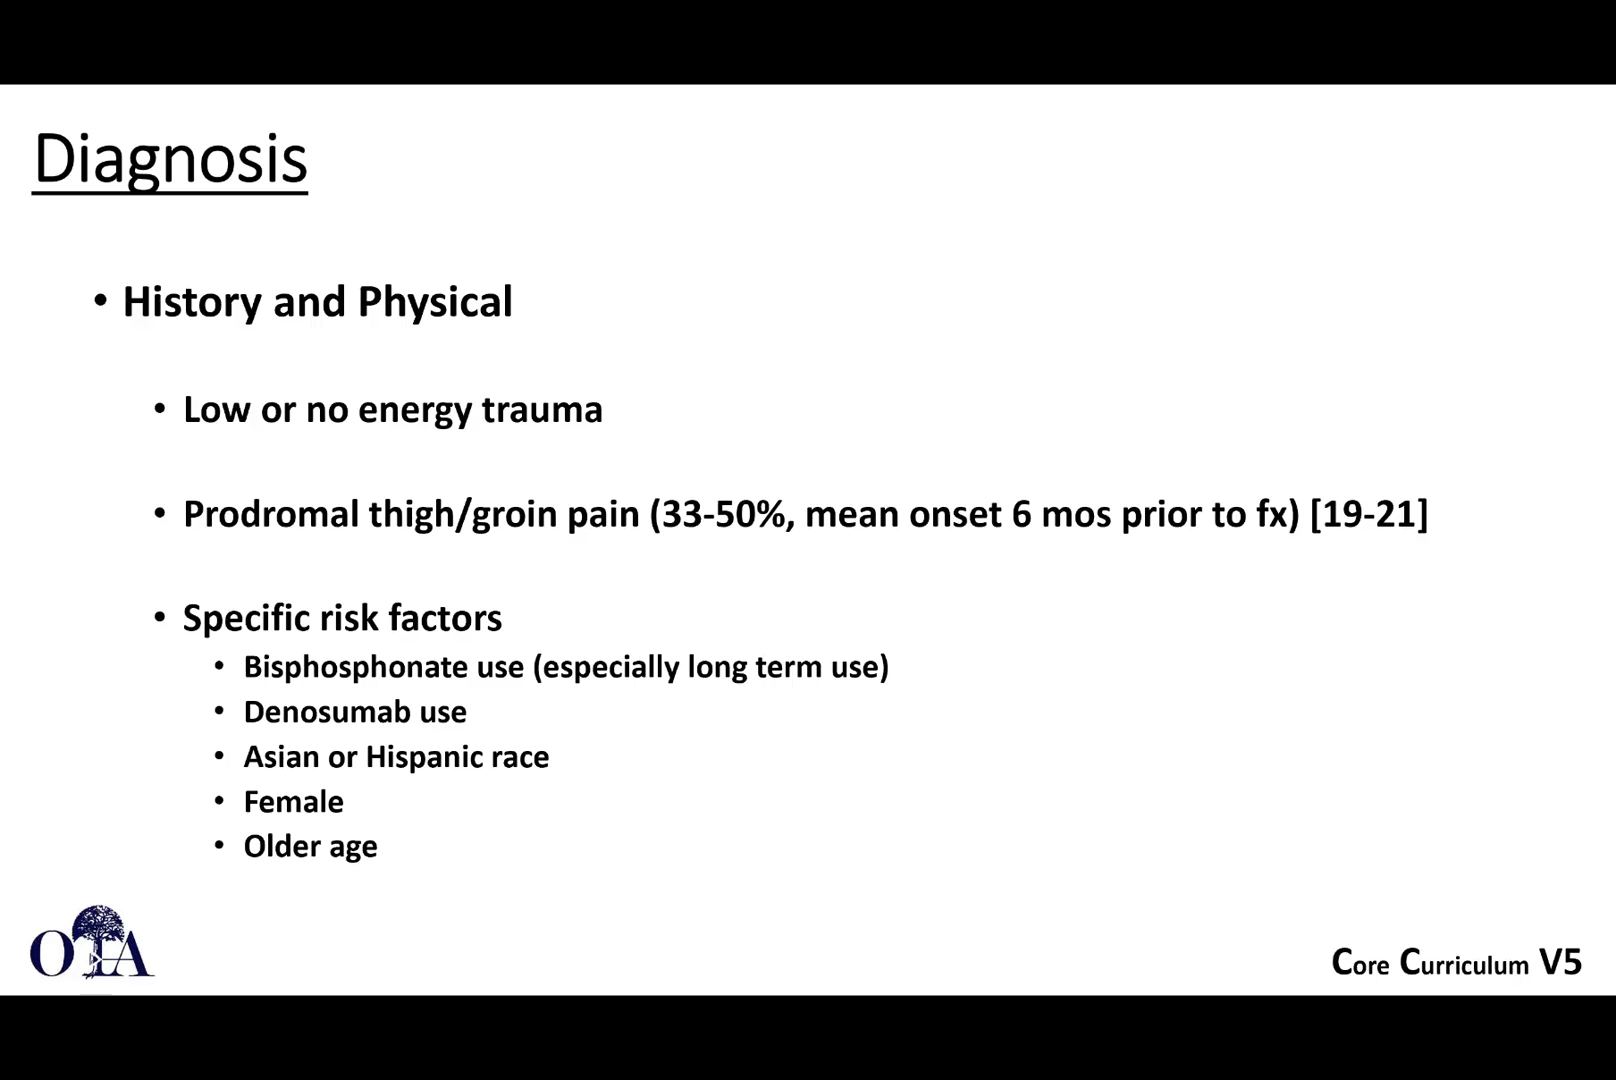 Diagnosis
• History and Physical
• Low or no energy trauma
• Prodromal thigh/groin pain (33-50%, mean onset 6 mos prior to fx) [19-21]
• Specific risk factors
• Bisphosphonate use (especially long term use)
• Denosumab use
• Asian or Hispanic race
• Female
• Older age
OTA
Core Curriculum V5